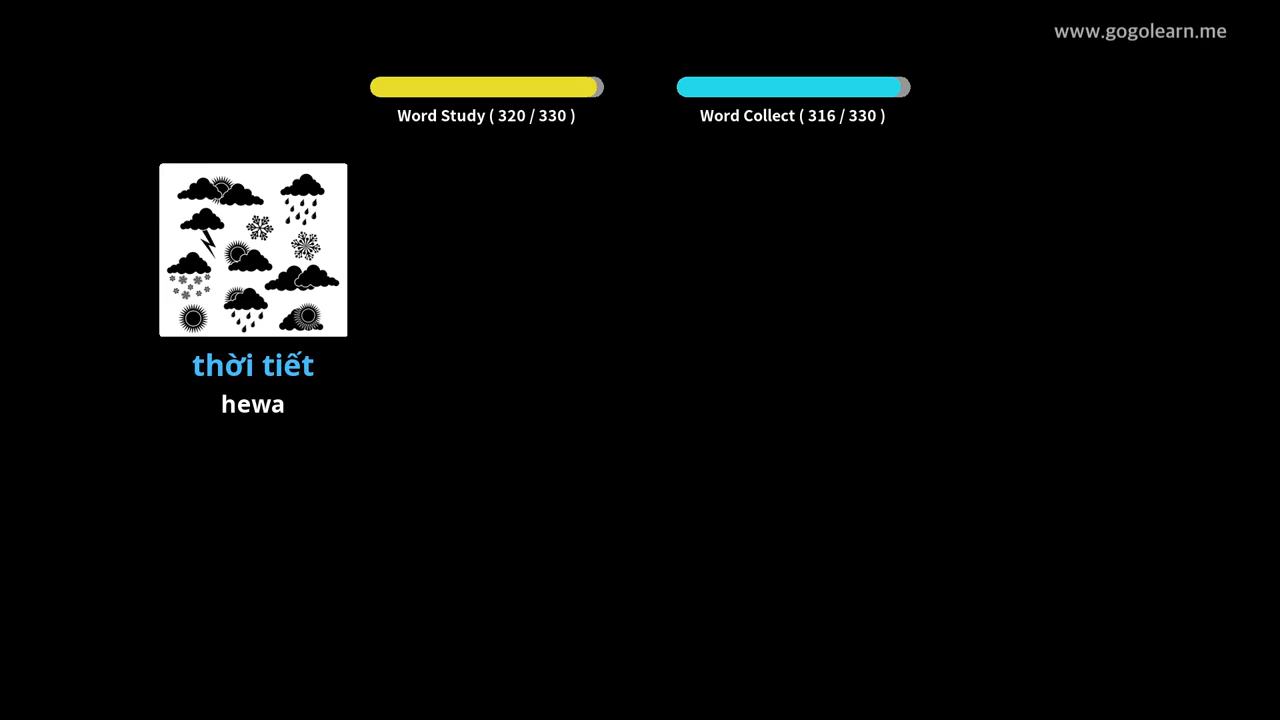 www.gogolearn.me
Word Study ( 320 / 330 )
Word Collect ( 316 / 330 )
thời tiết
hewa